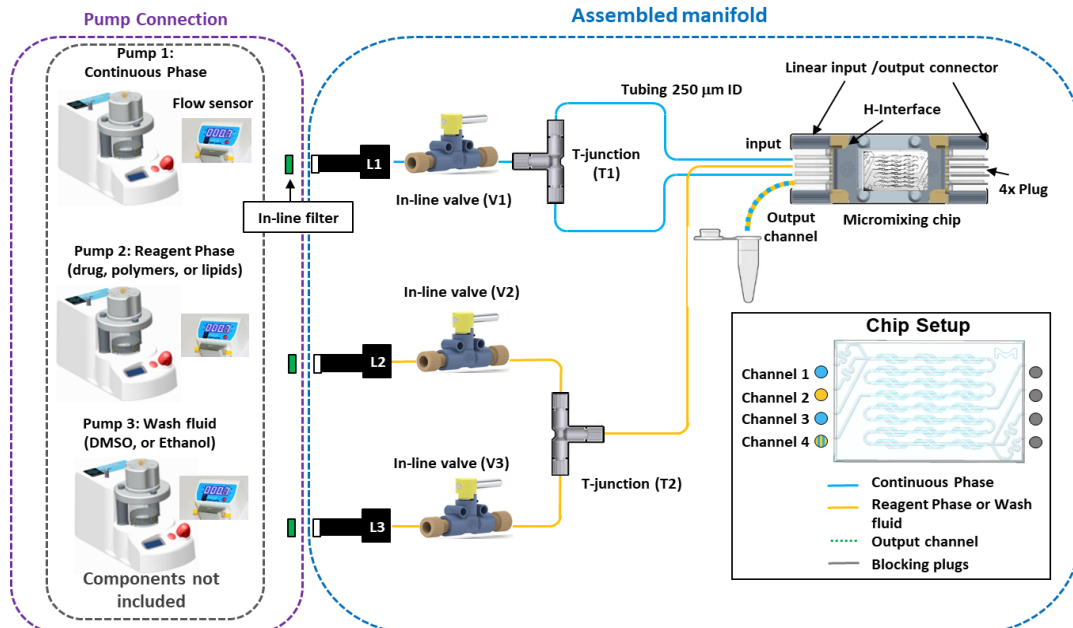 Pump Connection
Assembled manifold
Pump 1:
Continuous Phase
Flow sensor
In-line filter
Pump 2: Reagent Phase
(drug, polymers, or lipids)
Pump 3: Wash fluid
(DMSO, or Ethanol)
Components not
included
L1
In-line valve (V1)
T-junction
(T1)
Tubing 250 µm ID
Linear input /output connector
H-Interface
input
4x Plug
Output
channel
Micromixing chip
L2
In-line valve (V2)
L3
In-line valve (V3)
T-junction (T2)
Chip Setup
Channel 1
Channel 2
Channel 3
Channel 4
Continuous Phase
Reagent Phase or Wash
fluid
Output channel
Blocking plugs